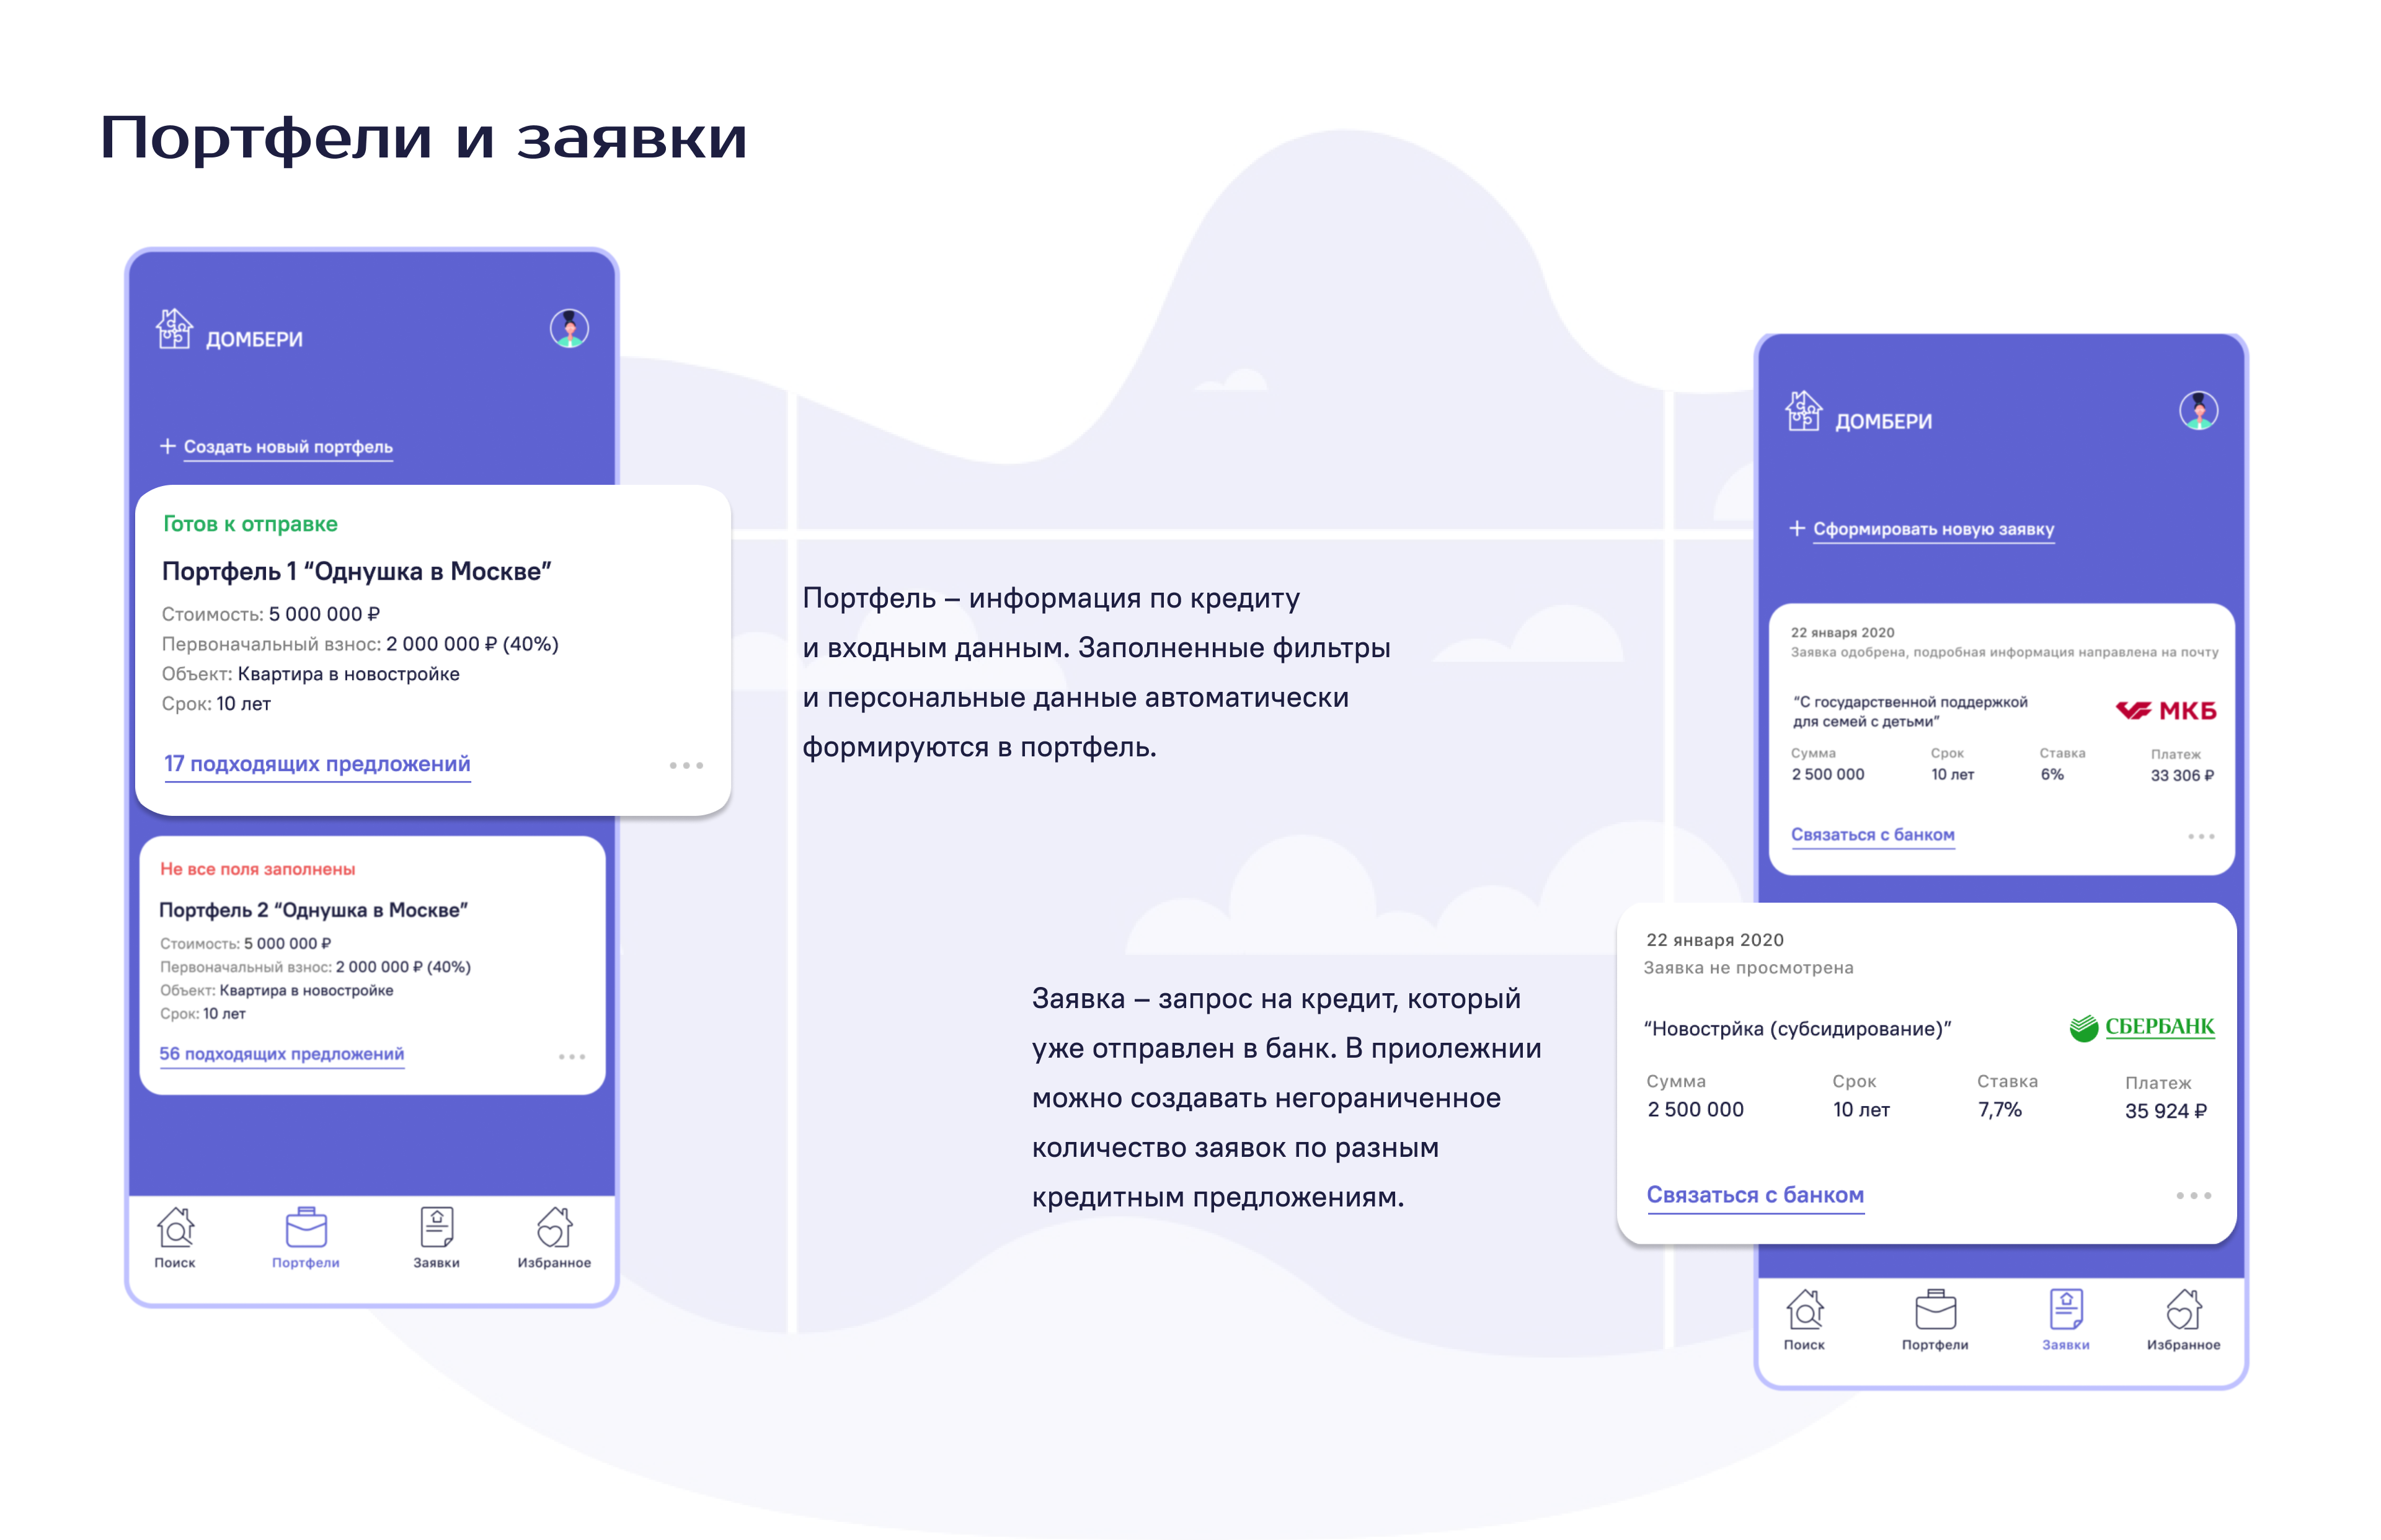 Портфели и заявки
ДОМБЕРИ
+ Создать новый портфель
Готов к отправке
Портфель 1 “Однушка в Москве”
Стоимость: 5 000 000 ₽
Первоначальный взнос: 2 000 000 ₽ (40%)
Объект: Квартира в новостройке
Срок: 10 лет
17 подходящих предложений
Не все поля заполнены
Портфель 2 “Однушка в Москве”
Стоимость: 5 000 000 ₽
Первоначальный взнос: 2 000 000 ₽ (40%)
Объект: Квартира в новостройке
Срок: 10 лет
56 подходящих предложений
Поиск Портфели Заявки Избранное
Портфель – информация по кредиту
и входным данным. Заполненные фильтры
и персональные данные автоматически
формируются в портфель.
Заявка – запрос на кредит, который
уже отправлен в банк. В приолежнии
можно создавать негораниченное
количество заявок по разным
кредитным предложениям.
ДОМБЕРИ
+ Сформировать новую заявку
22 января 2020
Заявка одобрена, подробная информация направлена на почту
“С государственной поддержкой
для семей с детьми”
МКБ
Сумма Срок Ставка Платеж
2 500 000 10 лет 6% 33 306 ₽
Связаться с банком
22 января 2020
Заявка не просмотрена
“Новострйка (субсидирование)”
СБЕРБАНК
Сумма Срок Ставка Платеж
2 500 000 10 лет 7,7% 35 924 ₽
Связаться с банком
Поиск Портфели Заявки Избранное